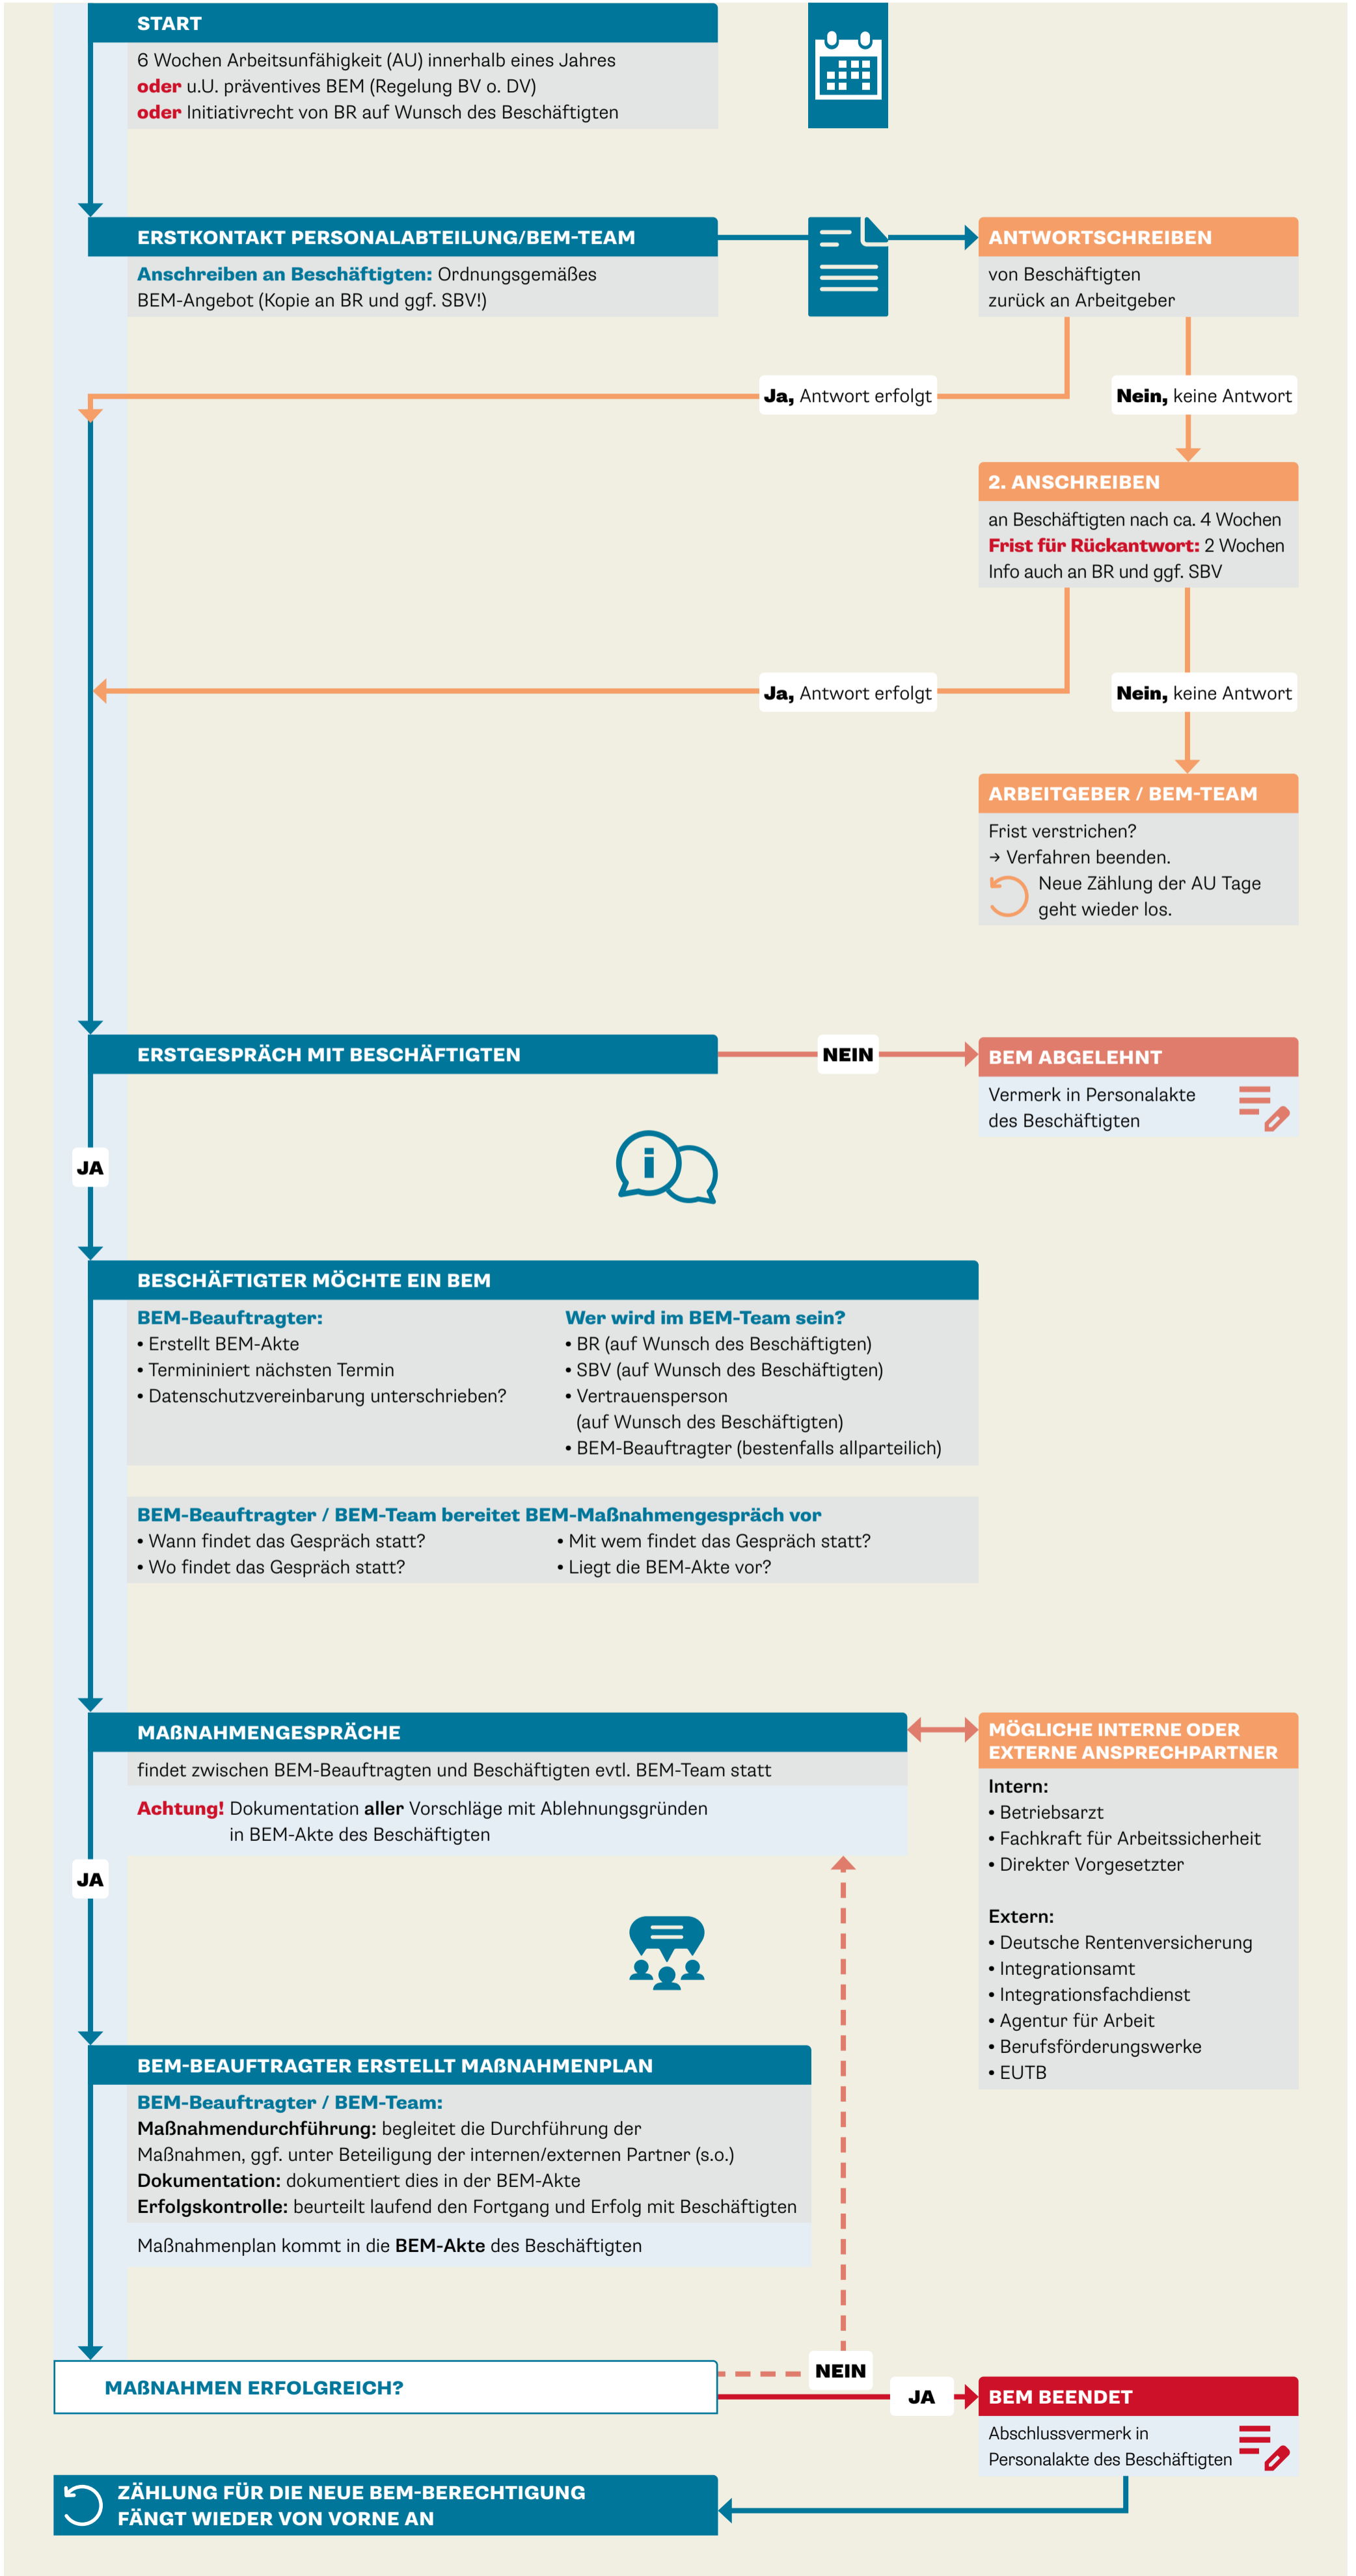 START
6 Wochen Arbeitsunfähigkeit (AU) innerhalb eines Jahres
oder u.U. präventives BEM (Regelung BV o. DV)
oder Initiativrecht von BR auf Wunsch des Beschäftigten
ERSTKONTAKT PERSONALABTEILUNG/BEM-TEAM
Anschreiben an Beschäftigten: Ordnungsgemäßes
BEM-Angebot (Kopie an BR und ggf. SBV!)
ANTWORTSCHREIBEN
von Beschäftigten
zurück an Arbeitgeber
Ja, Antwort erfolgt
Nein, keine Antwort
2. ANSCHREIBEN
an Beschäftigten nach ca. 4 Wochen
Frist für Rückantwort: 2 Wochen
Info auch an BR und ggf. SBV
Ja, Antwort erfolgt
Nein, keine Antwort
ARBEITGEBER / BEM-TEAM
Frist verstrichen?
→ Verfahren beenden.
Neue Zählung der AU Tage
geht wieder los.
ERSTGESPRÄCH MIT BESCHÄFTIGTEN
NEIN
BEM ABGELEHNT
Vermerk in Personalakte
des Beschäftigten
i
JA
BESCHÄFTIGTER MÖCHTE EIN BEM
BEM-Beauftragter:
• Erstellt BEM-Akte
• Termininiert nächsten Termin
• Datenschutzvereinbarung unterschrieben?
Wer wird im BEM-Team sein?
• BR (auf Wunsch des Beschäftigten)
• SBV (auf Wunsch des Beschäftigten)
• Vertrauensperson
(auf Wunsch des Beschäftigten)
• BEM-Beauftragter (bestenfalls allparteilich)
BEM-Beauftragter / BEM-Team bereitet BEM-Maßnahmengespräch vor
• Wann findet das Gespräch statt?
• Wo findet das Gespräch statt?
• Mit wem findet das Gespräch statt?
• Liegt die BEM-Akte vor?
MAßNAHMENGESPRÄCHE
findet zwischen BEM-Beauftragten und Beschäftigten evtl. BEM-Team statt
Achtung! Dokumentation aller Vorschläge mit Ablehnungsgründen
in BEM-Akte des Beschäftigten
MÖGLICHE INTERNE ODER
EXTERNE ANSPRECHPARTNER
Intern:
• Betriebsarzt
• Fachkraft für Arbeitssicherheit
• Direkter Vorgesetzter
Extern:
• Deutsche Rentenversicherung
• Integrationsamt
• Integrationsfachdienst
• Agentur für Arbeit
• Berufsförderungswerke
• EUTB
JA
BEM-BEAUFTRAGTER ERSTELLT MAßNAHMENPLAN
BEM-Beauftragter / BEM-Team:
Maßnahmendurchführung: begleitet die Durchführung der
Maßnahmen, ggf. unter Beteiligung der internen/externen Partner (s.o.)
Dokumentation: dokumentiert dies in der BEM-Akte
Erfolgskontrolle: beurteilt laufend den Fortgang und Erfolg mit Beschäftigten
Maßnahmenplan kommt in die BEM-Akte des Beschäftigten
MAßNAHMEN ERFOLGREICH?
NEIN
JA
BEM BEENDET
Abschlussvermerk in
Personalakte des Beschäftigten
ZÄHLUNG FÜR DIE NEUE BEM-BERECHTIGUNG
FÄNGT WIEDER VON VORNE AN